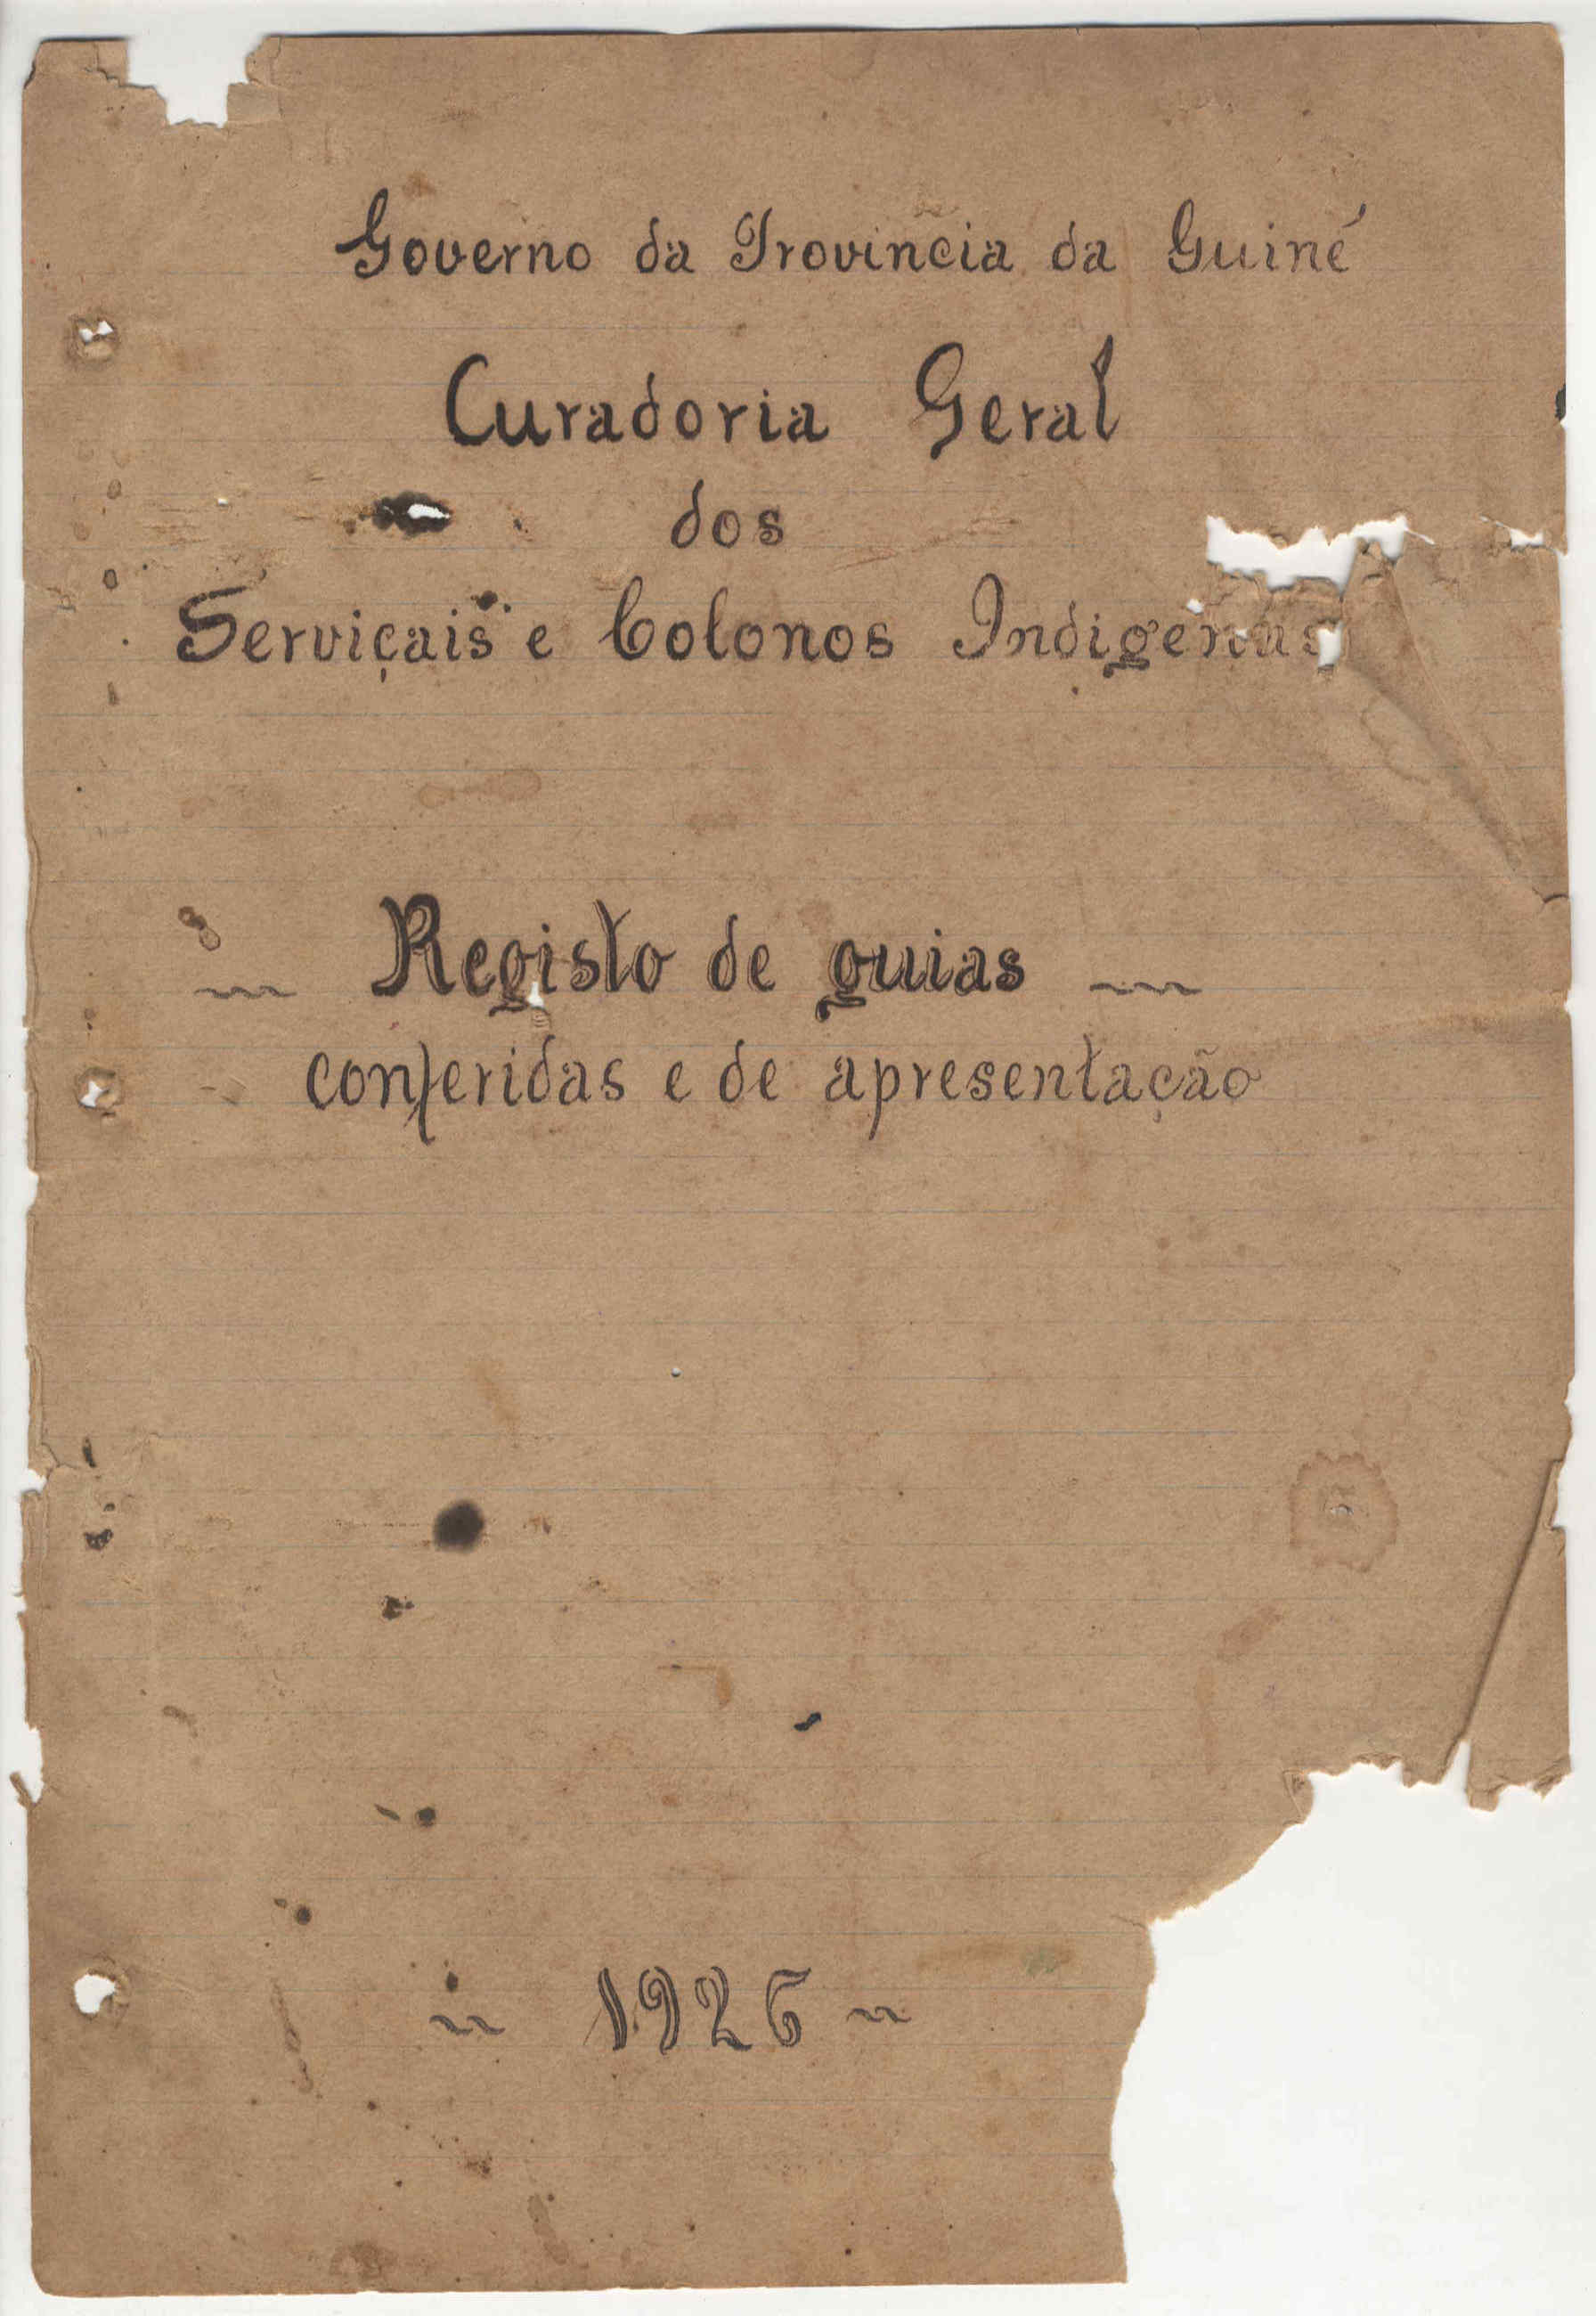 Governo da Provincia da Guiné
Curadoria Geral
dos
Serviçais e Colonos Indigenas
~ Registo de guias ~
conferidas e de apresentação
~ 1926 ~